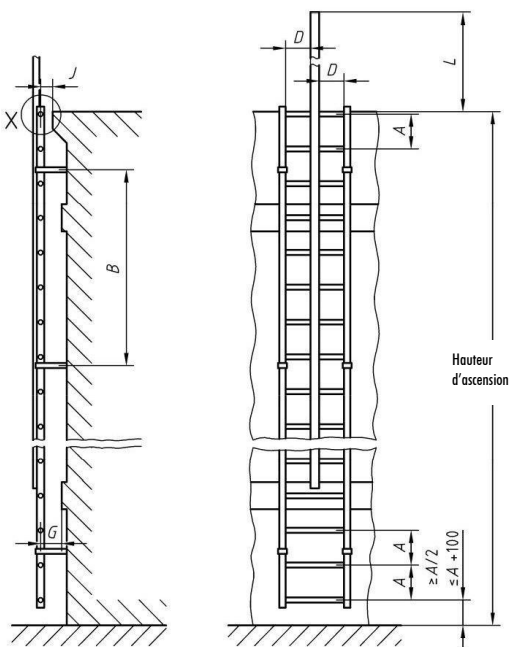 J
X
B
G
D
D
L
A
Hauteur
d’ascension
A
A
≥ A/2
≤ A +100